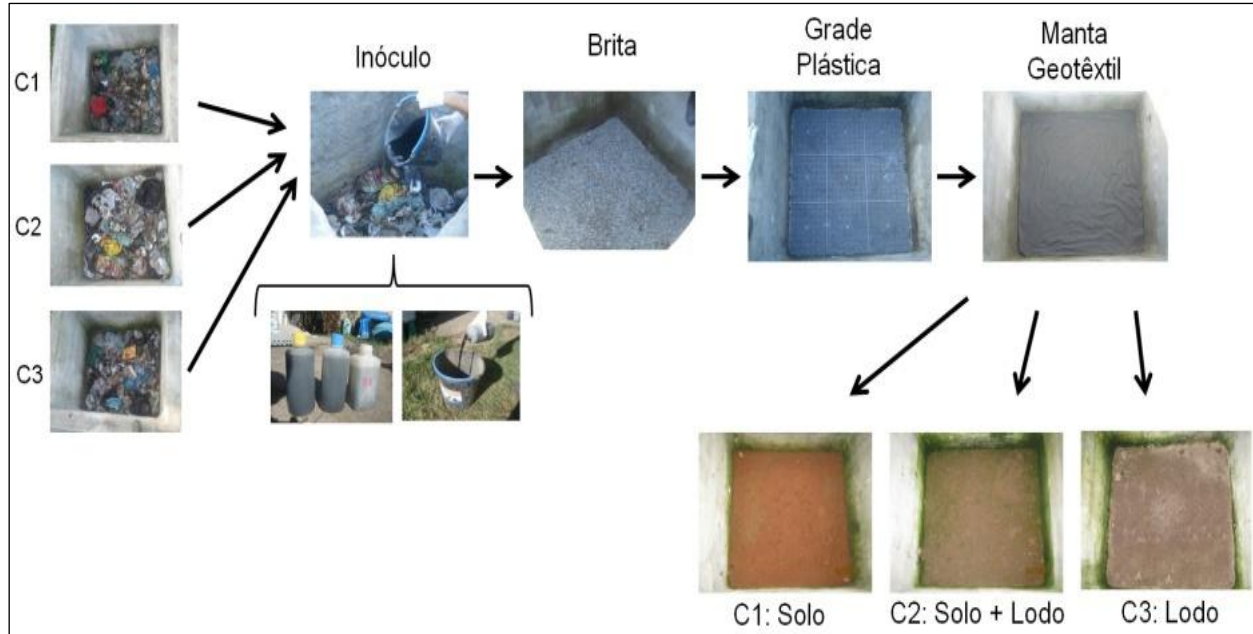 C1
C2
C3
Inóculo
Brita
Grade
Plástica
Manta
Geotêxtil
C1: Solo
C2: Solo + Lodo
C3: Lodo